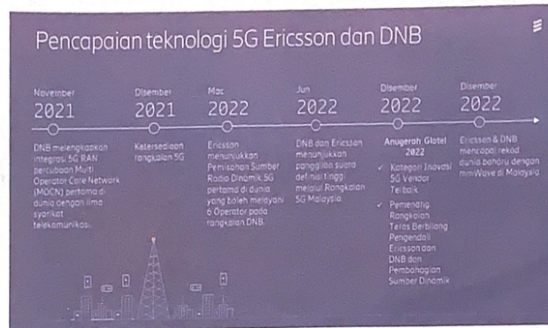 Pencapaian teknologi 5G Ericsson dan DNB
November
2021
DNB melengkapkan
integrasi 5G RAN
percubaan Multi
Operator Core Network
(MOCN) pertama di
dunia dengan lima
syarikat
telekomunikasi.
Disember
2021
Ketersediaan
rangkaian 5G
Mac
2022
Ericsson
menunjukkan
Pemisahan Sumber
Radio Dinamik 5G
pertama di dunia
yang boleh melayani
6 Operator pada
rangkaian DNB.
Jun
2022
DNB dan Ericsson
menunjukkan
panggilan suara
definisi tinggi
melalui Rangkaian
5G Malaysia
Disember
2022
Anugerah Glotel
2022
✓ Kategori Inovasi
5G Vendor
Terbaik
✓ Pemenang
Rangkaian
Teras Berbilang
Pengendali
Ericsson dan
DNB dan
Pembahagian
Sumber Dinamik
Disember
2022
Ericsson & DNB
mencapai rekod
dunia baharu dengan
mmWave di Malaysia